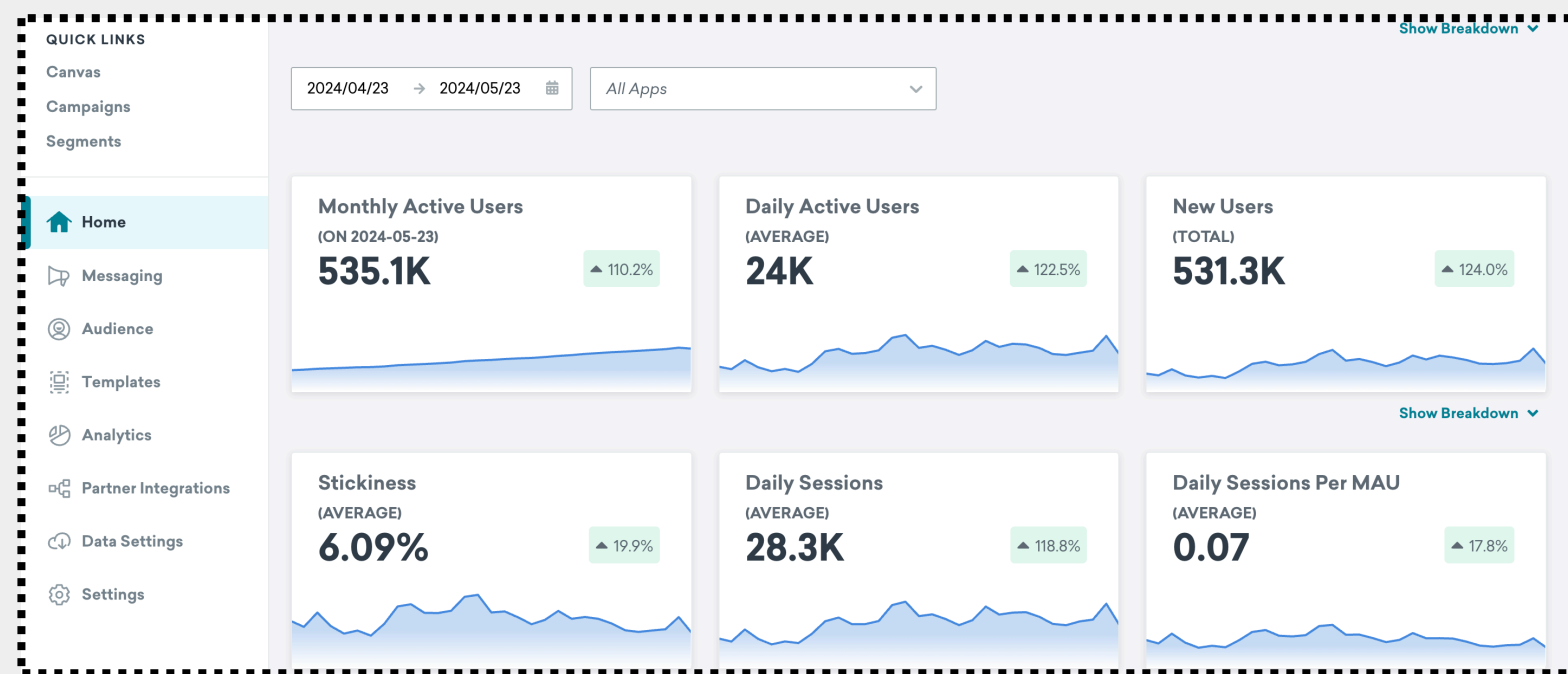 QUICK LINKS
Canvas
Campaigns
Segments
Home
Messaging
Audience
Templates
Analytics
Partner Integrations
Data Settings
Settings
Show Breakdown
2024/04/23 → 2024/05/23
All Apps
Monthly Active Users
(ON 2024-05-23)
535.1K
110.2%
Daily Active Users
(AVERAGE)
24K
122.5%
New Users
(TOTAL)
531.3K
124.0%
Show Breakdown
Stickiness
(AVERAGE)
6.09%
19.9%
Daily Sessions
(AVERAGE)
28.3K
118.8%
Daily Sessions Per MAU
(AVERAGE)
0.07
17.8%